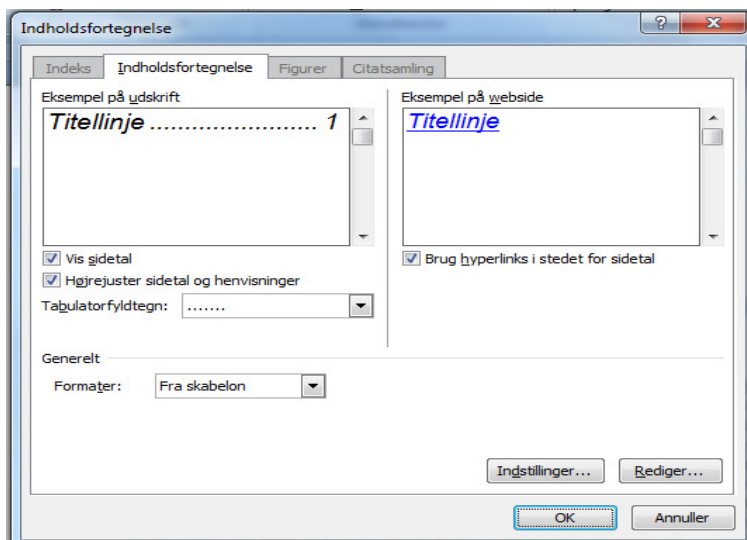 Indholdsfortegnelse
Indeks Indholdsfortegnelse Figurer Citatsamling
Eksempel på udskrift
Titellinje ........................ 1
Eksempel på webside
Titellinje
Vis sidetal
Højrejuster sidetal og henvisninger
Tabulatorfyldtegn: .......
Brug hyperlinks i stedet for sidetal
Generelt
Formater: Fra skabelon
Indstillinger... Rediger...
OK Annuller